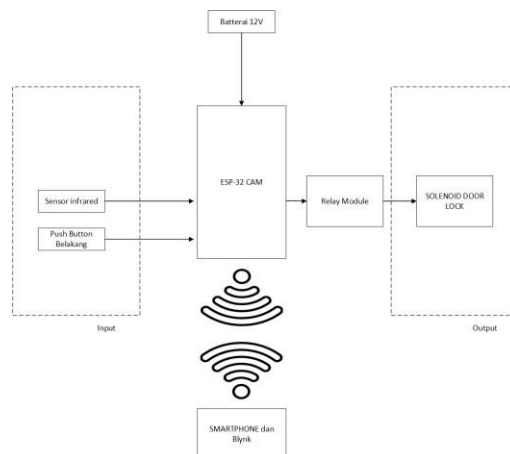 Batterai 12V
ESP-32 CAM
Sensor infrared
Push Button
Belakang
Relay Module
SOLENOID DOOR
LOCK
Input
Output
SMARTPHONE dan
Blynk